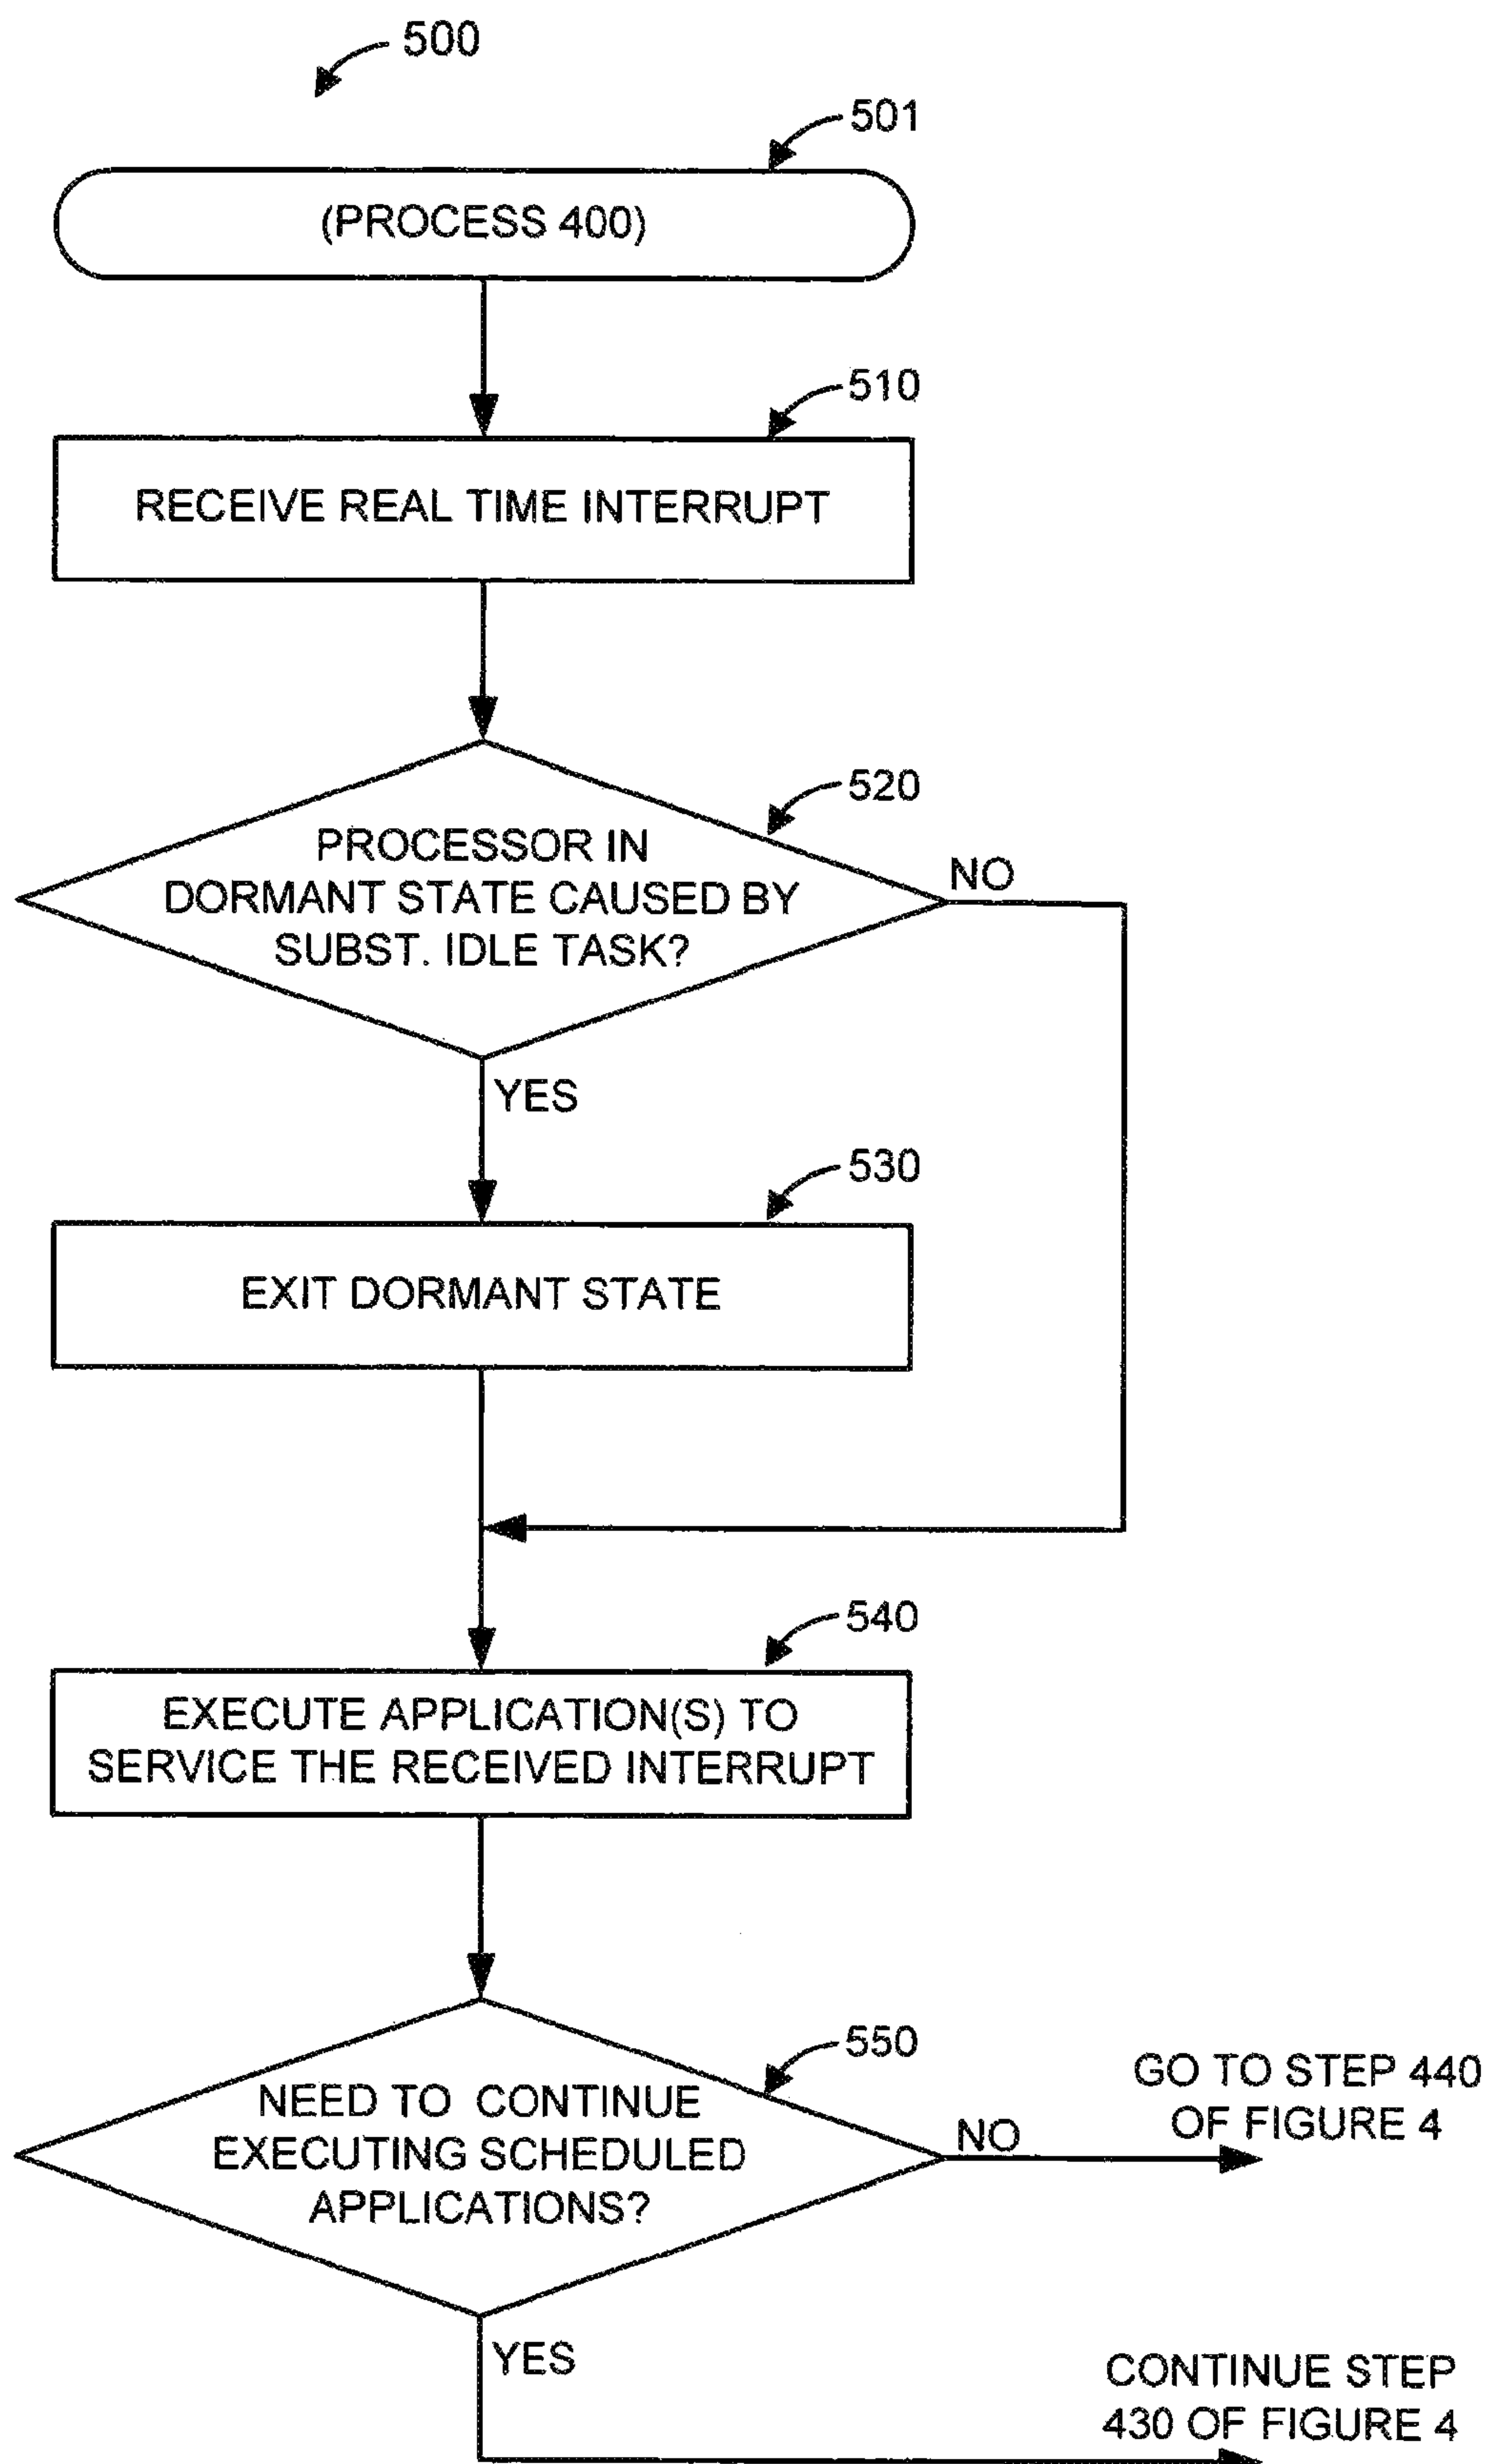 500
501
(PROCESS 400)
510
RECEIVE REAL TIME INTERRUPT
520
PROCESSOR IN
DORMANT STATE CAUSED BY
SUBST. IDLE TASK?
NO
YES
530
EXIT DORMANT STATE
540
EXECUTE APPLICATION(S) TO
SERVICE THE RECEIVED INTERRUPT
550
NEED TO CONTINUE
EXECUTING SCHEDULED
APPLICATIONS?
NO
GO TO STEP 440
OF FIGURE 4
YES
CONTINUE STEP
430 OF FIGURE 4